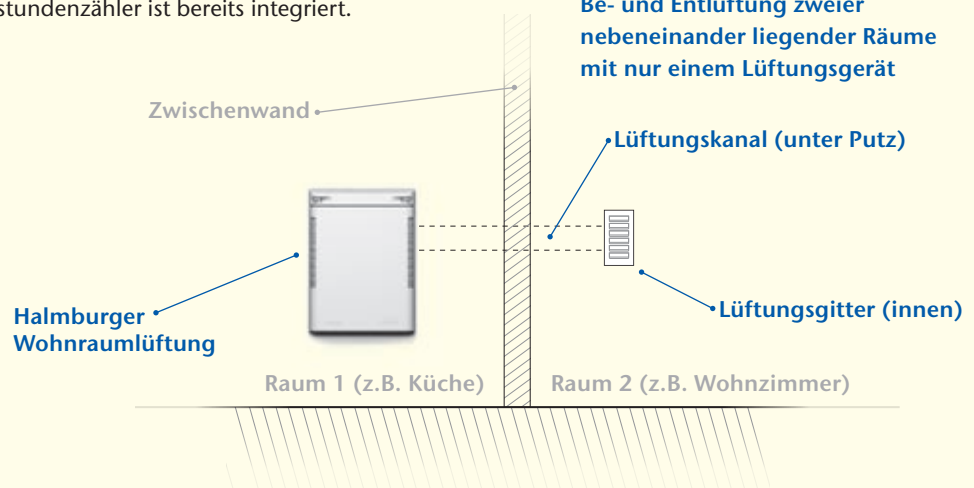 stundenzähler ist bereits integriert.
Be- und Entlüftung zweier
nebeneinander liegender Räume
mit nur einem Lüftungsgerät
Zwischenwand
Lüftungskanal (unter Putz)
Halmburger
Wohnraumlüftung
Lüftungsgitter (innen)
Raum 1 (z.B. Küche)
Raum 2 (z.B. Wohnzimmer)